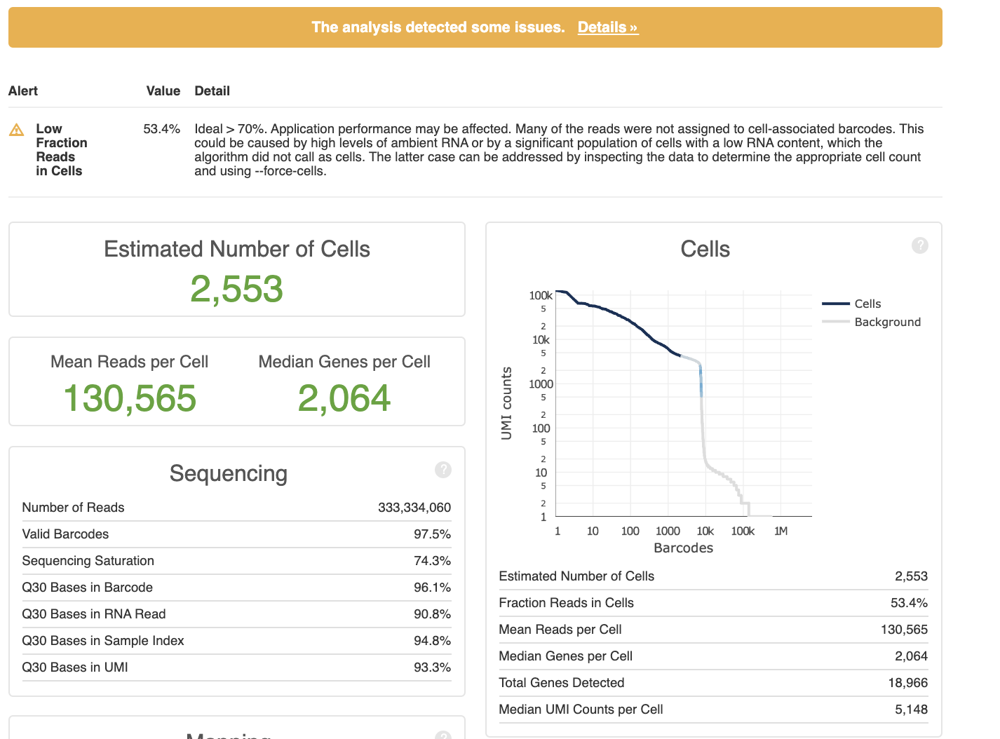 The analysis detected some issues. Details »
Alert Value Detail
Low Fraction Reads in Cells 53.4% Ideal > 70%. Application performance may be affected. Many of the reads were not assigned to cell-associated barcodes. This
could be caused by high levels of ambient RNA or by a significant population of cells with a low RNA content, which the
algorithm did not call as cells. The latter case can be addressed by inspecting the data to determine the appropriate cell count
and using --force-cells.
Estimated Number of Cells
2,553
Mean Reads per Cell Median Genes per Cell
130,565 2,064
Sequencing ?
Number of Reads 333,334,060
Valid Barcodes 97.5%
Sequencing Saturation 74.3%
Q30 Bases in Barcode 96.1%
Q30 Bases in RNA Read 90.8%
Q30 Bases in Sample Index 94.8%
Q30 Bases in UMI 93.3%
Mapping ?
Cells ?
100k
5
2
10k
5
2
1000
5
2
100
5
2
10
5
2
1
UMI counts
1 10 100 1000 10k 100k 1M
Barcodes
Cells
Background
Estimated Number of Cells 2,553
Fraction Reads in Cells 53.4%
Mean Reads per Cell 130,565
Median Genes per Cell 2,064
Total Genes Detected 18,966
Median UMI Counts per Cell 5,148